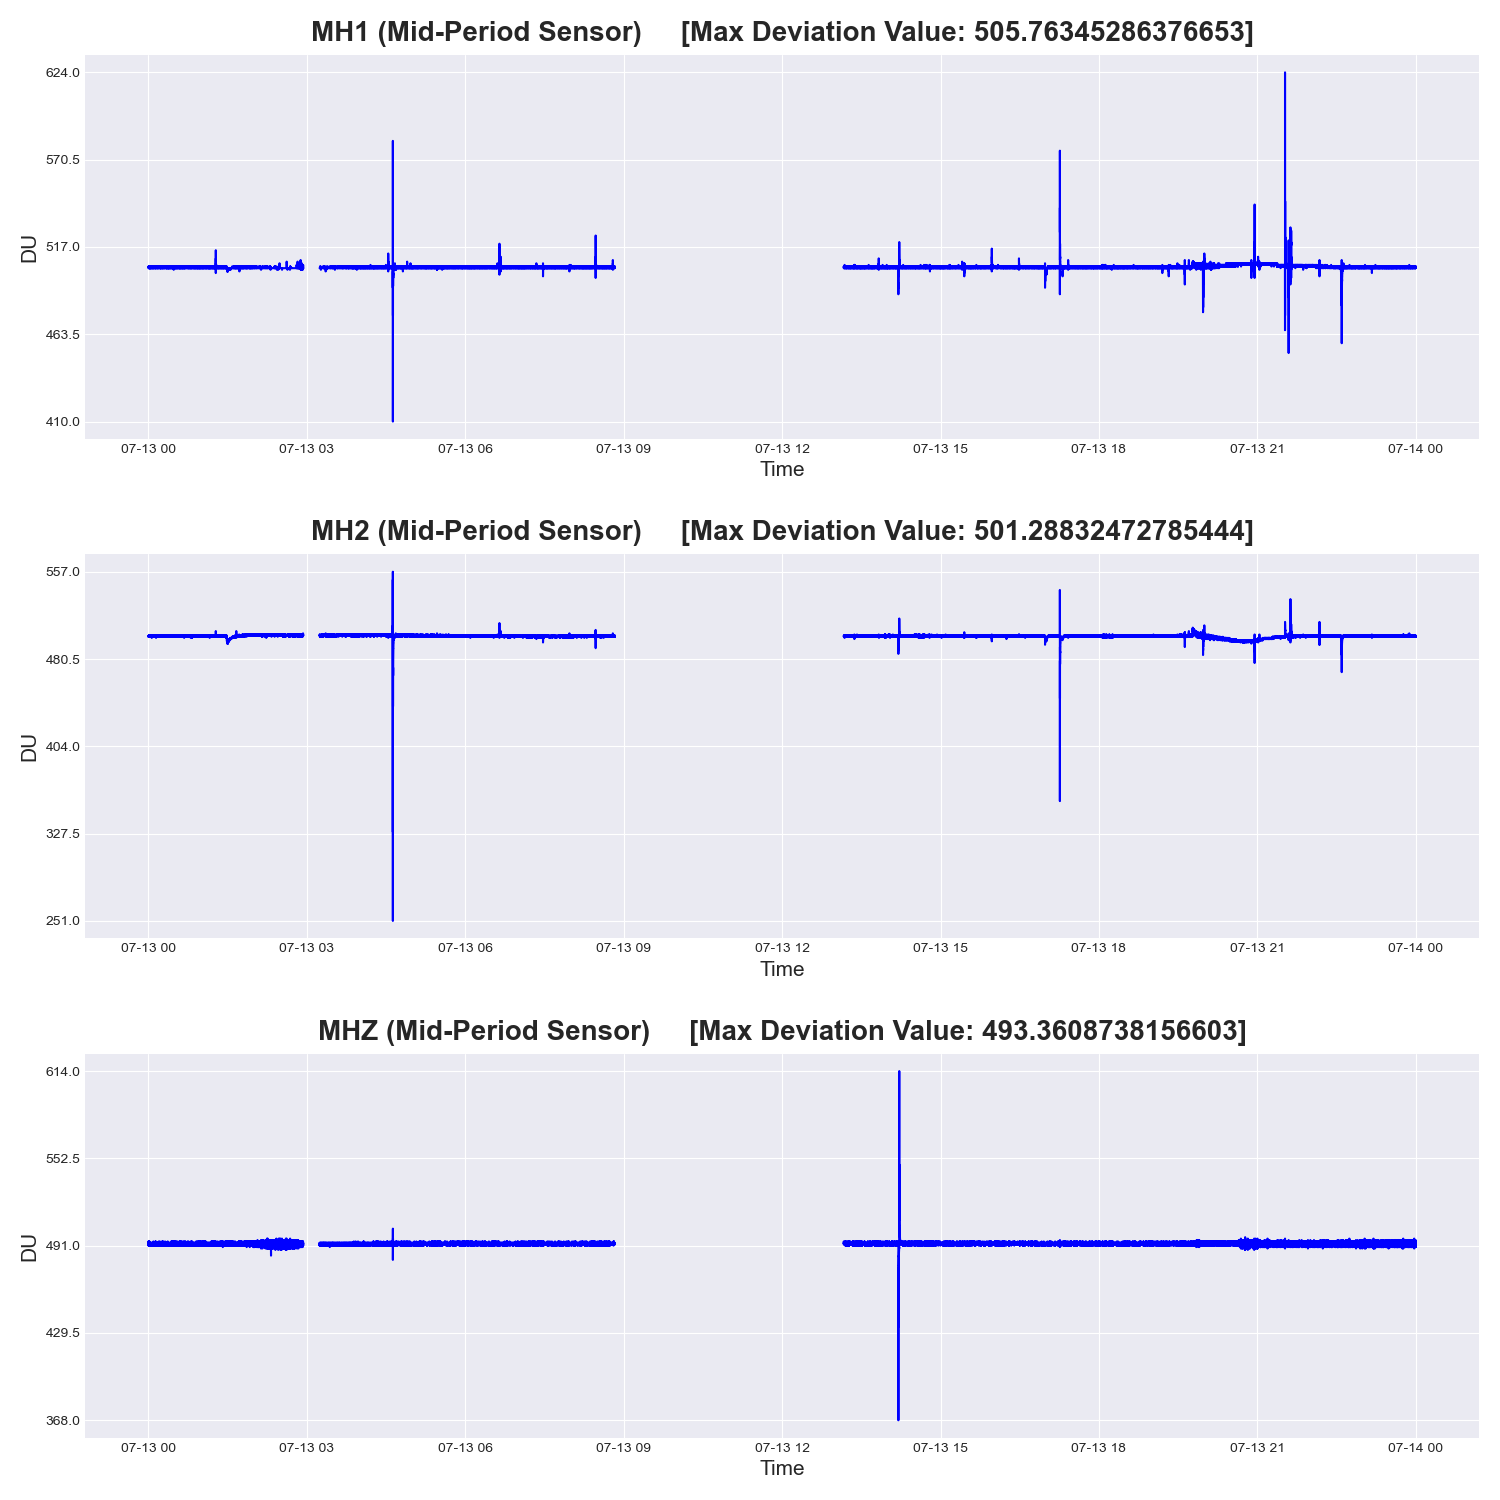 MH1 (Mid-Period Sensor) [Max Deviation Value: 505.76345286376653]
624.0
570.5
517.0
463.5
410.0
DU
07-13 00 07-13 03 07-13 06 07-13 09 07-13 12 07-13 15 07-13 18 07-13 21 07-14 00
Time
MH2 (Mid-Period Sensor) [Max Deviation Value: 501.28832472785444]
557.0
480.5
404.0
327.5
251.0
DU
07-13 00 07-13 03 07-13 06 07-13 09 07-13 12 07-13 15 07-13 18 07-13 21 07-14 00
Time
MHZ (Mid-Period Sensor) [Max Deviation Value: 493.3608738156603]
614.0
552.5
491.0
429.5
368.0
DU
07-13 00 07-13 03 07-13 06 07-13 09 07-13 12 07-13 15 07-13 18 07-13 21 07-14 00
Time